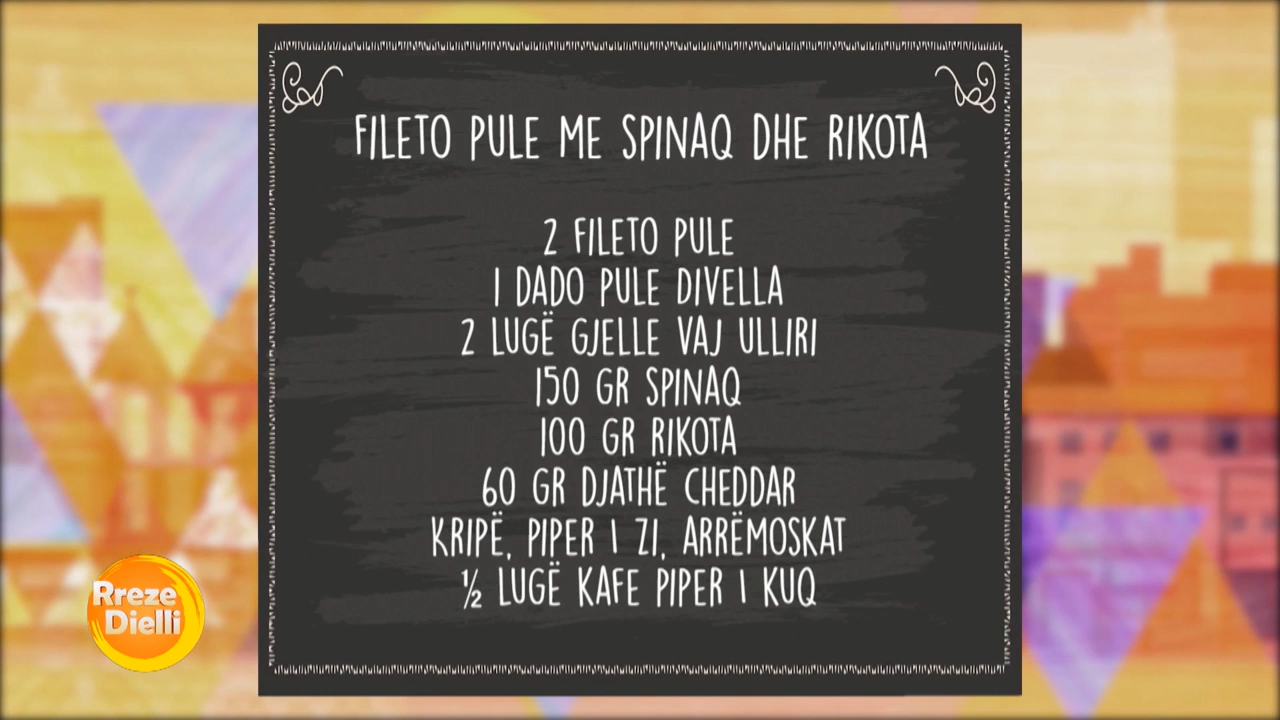 FILETO PULE ME SPINAQ DHE RIKOTA
2 FILETO PULE
1 DADO PULE DIVELLA
2 LUGË GJELLE VAJ ULLIRI
150 GR SPINAQ
100 GR RIKOTA
60 GR DJATHË CHEDDAR
KRIPË, PIPER I ZI, ARRËMOSKAT
½ LUGË KAFE PIPER I KUQ
Rreze
Dielli